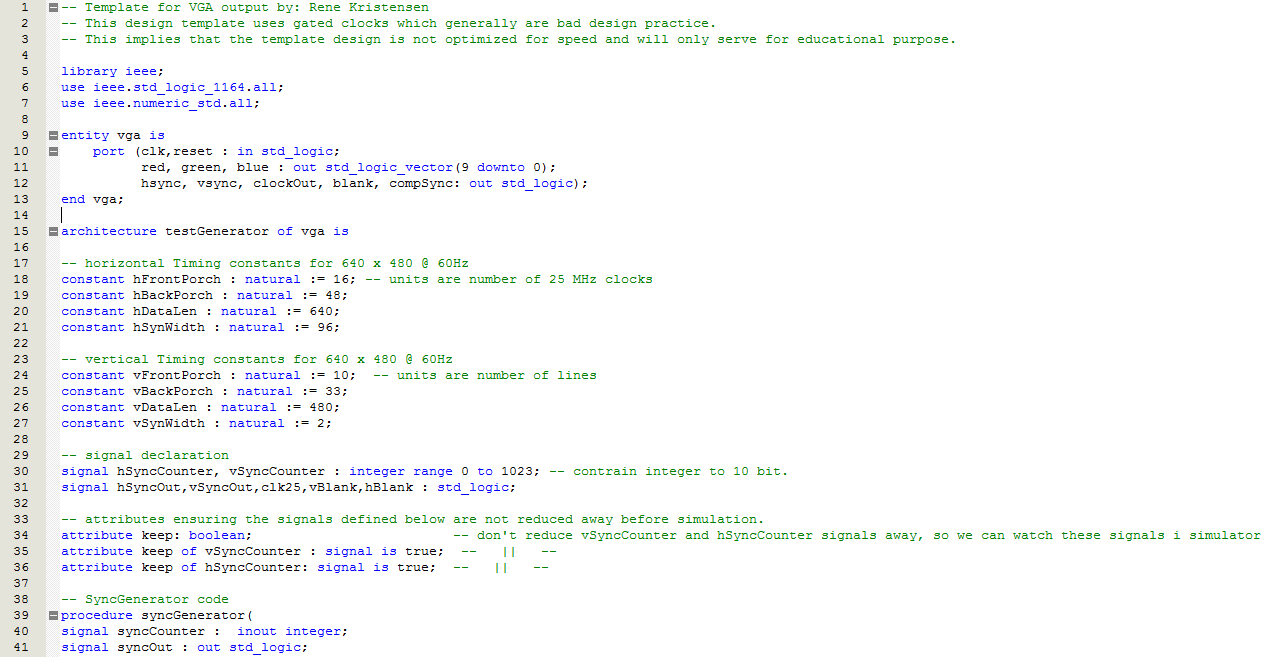 1 -- Template for VGA output by: Rene Kristensen
2 -- This design template uses gated clocks which generally are bad design practice.
3 -- This implies that the template design is not optimized for speed and will only serve for educational purpose.
4
5 library ieee;
6 use ieee.std_logic_1164.all;
7 use ieee.numeric_std.all;
8
9 entity vga is
10     port (clk,reset : in std_logic;
11           red, green, blue : out std_logic_vector(9 downto 0);
12           hsync, vsync, clockOut, blank, compSync: out std_logic);
13 end vga;
14
15 architecture testGenerator of vga is
16
17 -- horizontal Timing constants for 640 x 480 @ 60Hz
18 constant hFrontPorch : natural := 16; -- units are number of 25 MHz clocks
19 constant hBackPorch : natural := 48;
20 constant hDataLen : natural := 640;
21 constant hSynWidth : natural := 96;
22
23 -- vertical Timing constants for 640 x 480 @ 60Hz
24 constant vFrontPorch : natural := 10;  -- units are number of lines
25 constant vBackPorch : natural := 33;
26 constant vDataLen : natural := 480;
27 constant vSynWidth : natural := 2;
28
29 -- signal declaration
30 signal hSyncCounter, vSyncCounter : integer range 0 to 1023; -- contrain integer to 10 bit.
31 signal hSyncOut,vSyncOut,clk25,vBlank,hBlank : std_logic;
32
33 -- attributes ensuring the signals defined below are not reduced away before simulation.
34 attribute keep: boolean;                         -- don't reduce vSyncCounter and hSyncCounter signals away, so we can watch these signals i simulator
35 attribute keep of vSyncCounter : signal is true;  --   ||   --
36 attribute keep of hSyncCounter: signal is true;  --   ||   --
37
38 -- SyncGenerator code
39 procedure syncGenerator(
40 signal syncCounter :  inout integer;
41 signal syncOut : out std_logic;